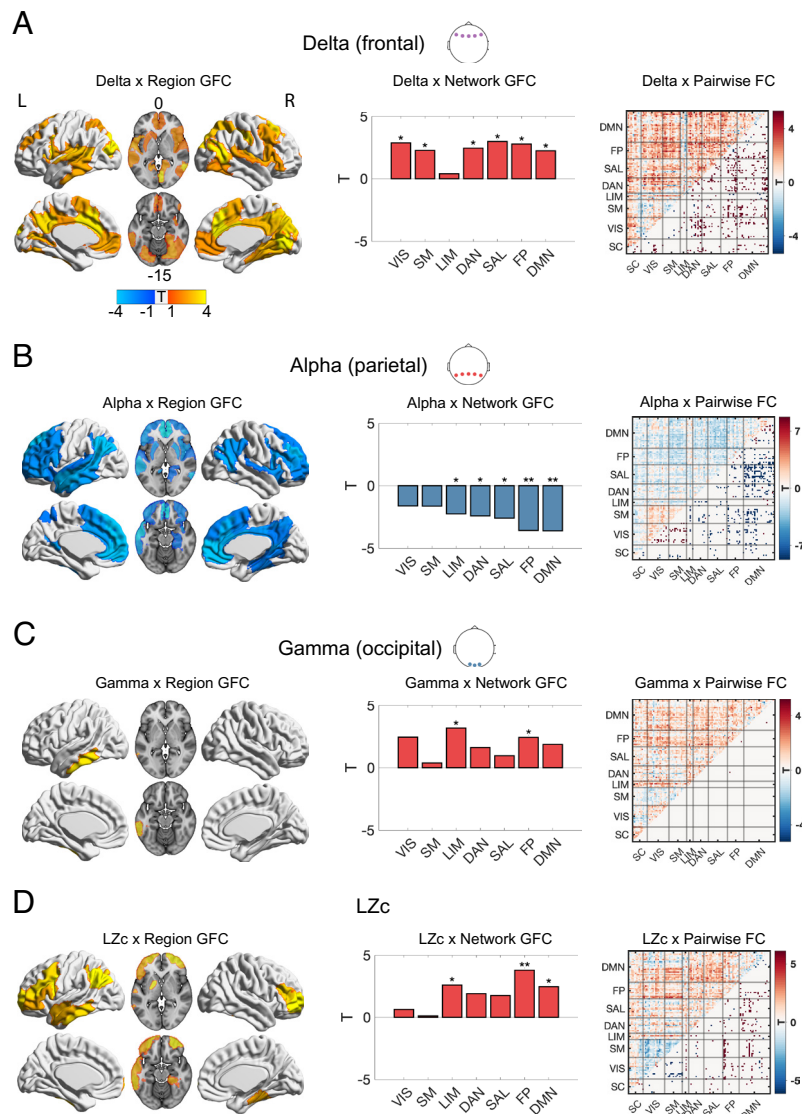 A
Delta (frontal)
Delta x Region GFC
L
0
R
-15
T
-4
-1
1
4
Delta x Network GFC
5
0
-5
T
* * * * * *
VIS SM LIM DAN SAL FP DMN
Delta x Pairwise FC
DMN
FP
SAL
DAN
LIM
SM
VIS
SC
SC VIS SM LIM DAN SAL FP DMN
4
2
0
-2
-4
T
B
Alpha (parietal)
Alpha x Region GFC
Alpha x Network GFC
5
0
-5
T
* * * ** **
VIS SM LIM DAN SAL FP DMN
Alpha x Pairwise FC
DMN
FP
SAL
DAN
LIM
SM
VIS
SC
SC VIS SM LIM DAN SAL FP DMN
7
0
-7
T
C
Gamma (occipital)
Gamma x Region GFC
Gamma x Network GFC
5
0
-5
T
* *
VIS SM LIM DAN SAL FP DMN
Gamma x Pairwise FC
DMN
FP
SAL
DAN
LIM
SM
VIS
SC
SC VIS SM LIM DAN SAL FP DMN
4
0
-4
T
D
LZc
LZc x Region GFC
LZc x Network GFC
5
0
-5
T
* ** *
VIS SM LIM DAN SAL FP DMN
LZc x Pairwise FC
DMN
FP
SAL
DAN
LIM
SM
VIS
SC
SC VIS SM LIM DAN SAL FP DMN
5
0
-5
T